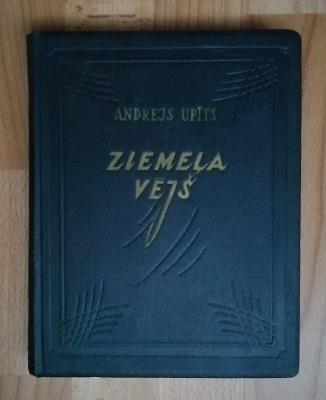 ANDREJS UPĪTS
ZIEMEĻA
VĒJŠ